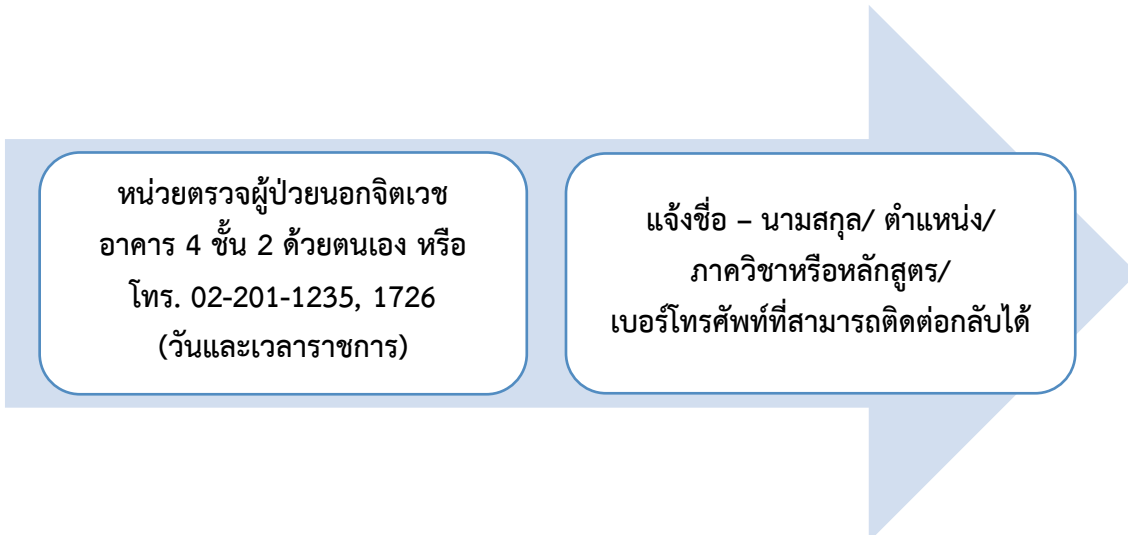 หน่วยตรวจผู้ป่วยนอกจิตเวช
อาคาร 4 ชั้น 2 ด้วยตนเอง หรือ
โทร. 02-201-1235, 1726
(วันและเวลาราชการ)
แจ้งชื่อ – นามสกุล/ ตำแหน่ง/
ภาควิชาหรือหลักสูตร/
เบอร์โทรศัพท์ที่สามารถติดต่อกลับได้